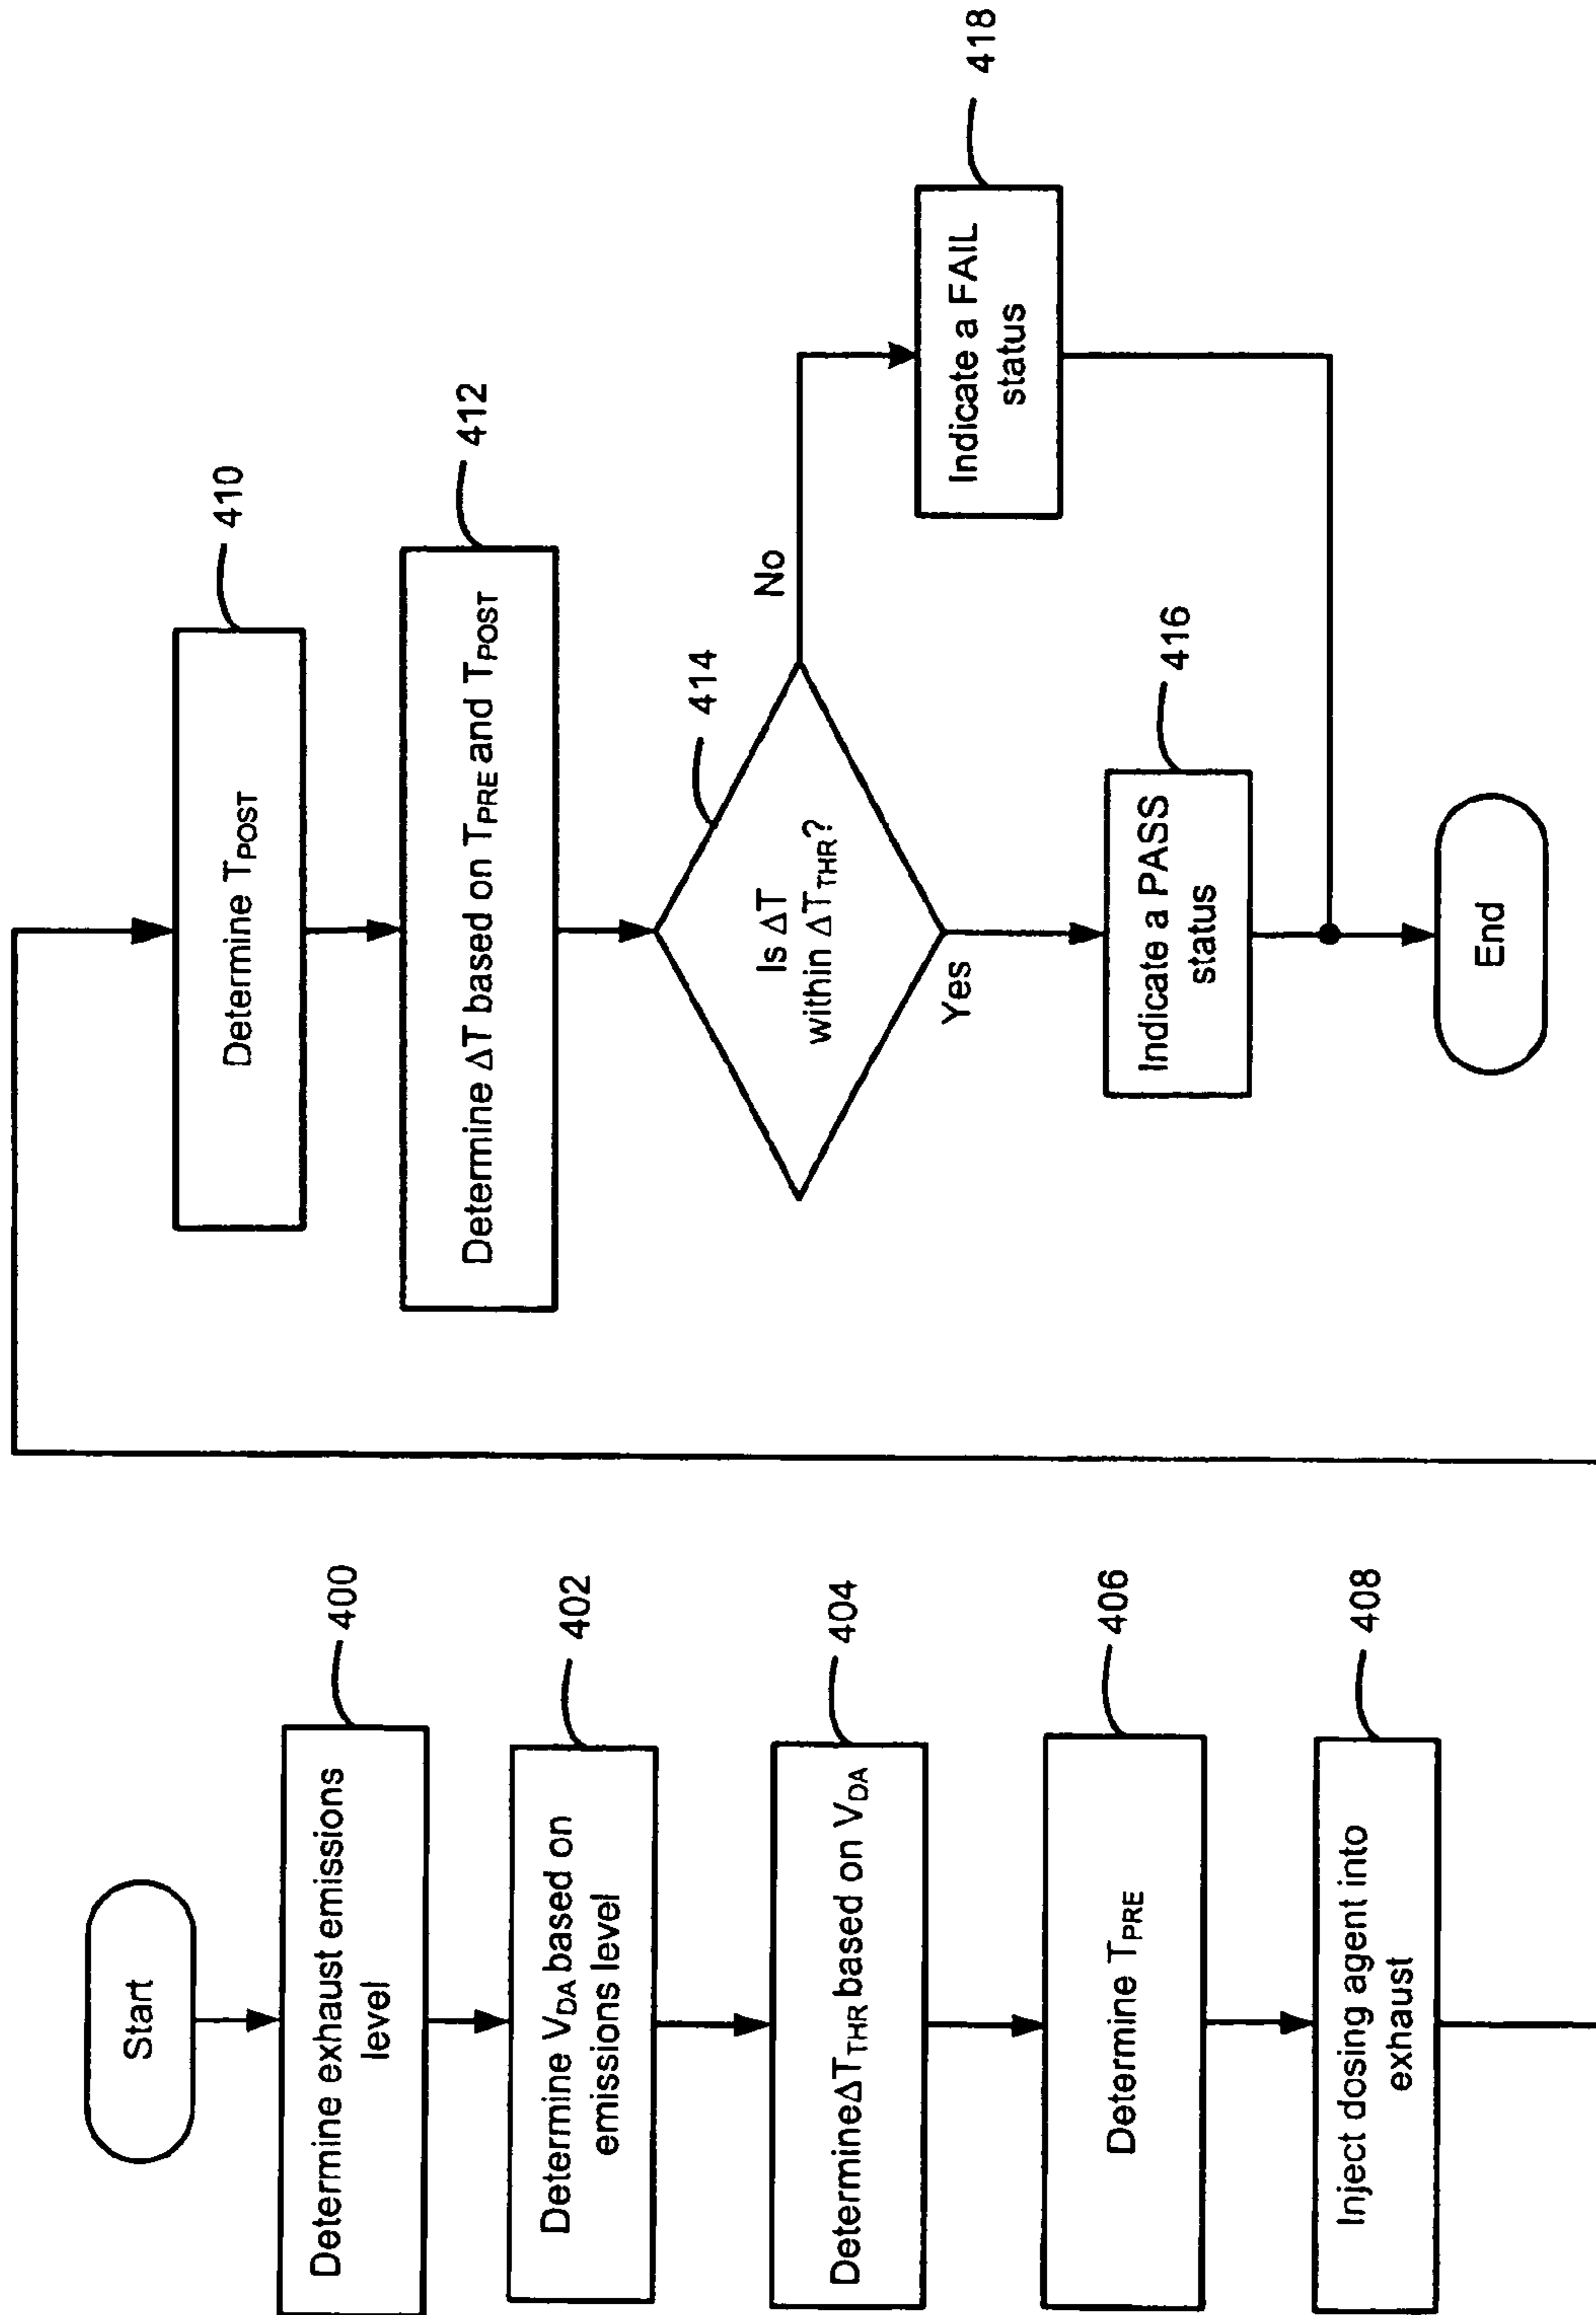 Start
Determine exhaust emissions
level
400
Determine V_DA based on
emissions level
402
Determine ΔT_THR based on V_DA
404
Determine T_PRE
406
Inject dosing agent into
exhaust
408
Determine T_POST
410
Determine ΔT based on T_PRE and T_POST
412
Is ΔT
within ΔT_THR?
414
No
Yes
Indicate a PASS
status
416
Indicate a FAIL
status
418
End